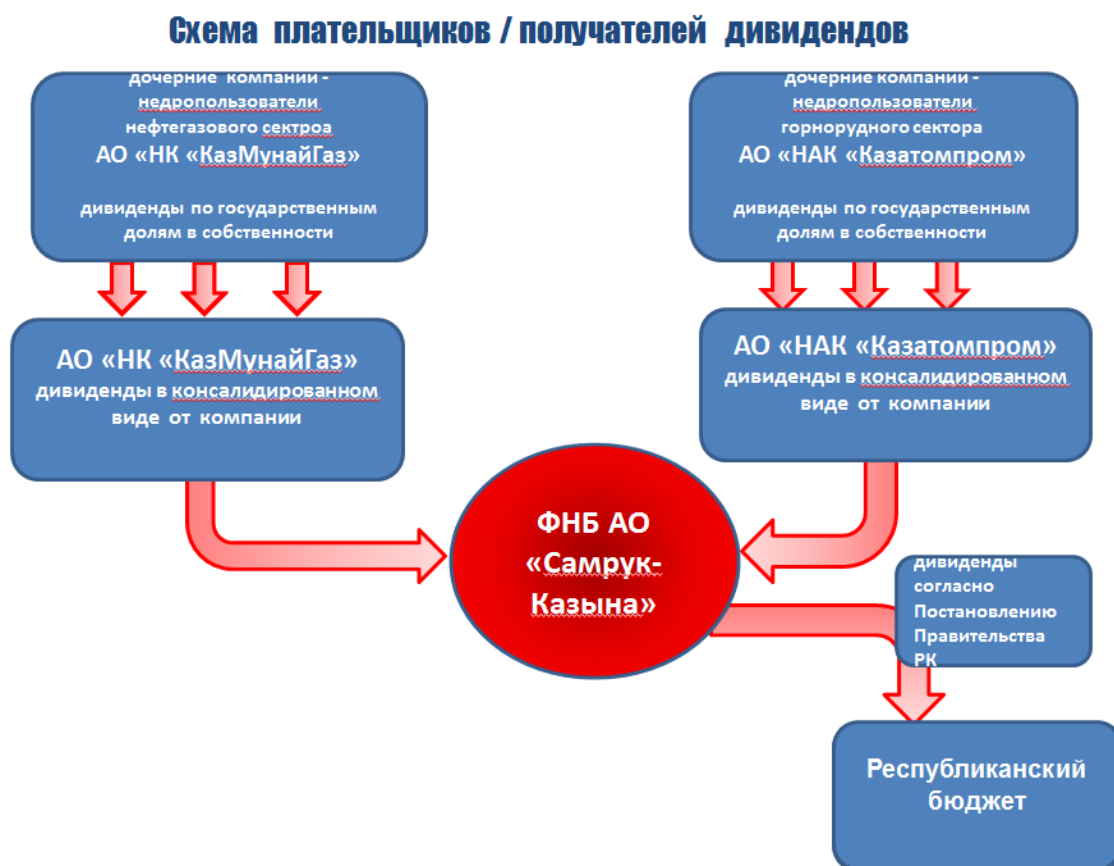 Схема плательщиков / получателей дивидендов
дочерние компании -
недропользователи
нефтегазового сектроа
АО «НК «КазМунайГаз»
дивиденды по государственным
долям в собственности
дочерние компании -
недропользователи
горнорудного сектора
АО «НАК «Казатомпром»
дивиденды по государственным
долям в собственности
АО «НК «КазМунайГаз»
дивиденды в консалидированном
виде от компании
АО «НАК «Казатомпром»
дивиденды в консалидированном
виде от компании
ФНБ АО
«Самрук-
Казына»
дивиденды
согласно
Постановлению
Правительства
РК
Республиканский
бюджет